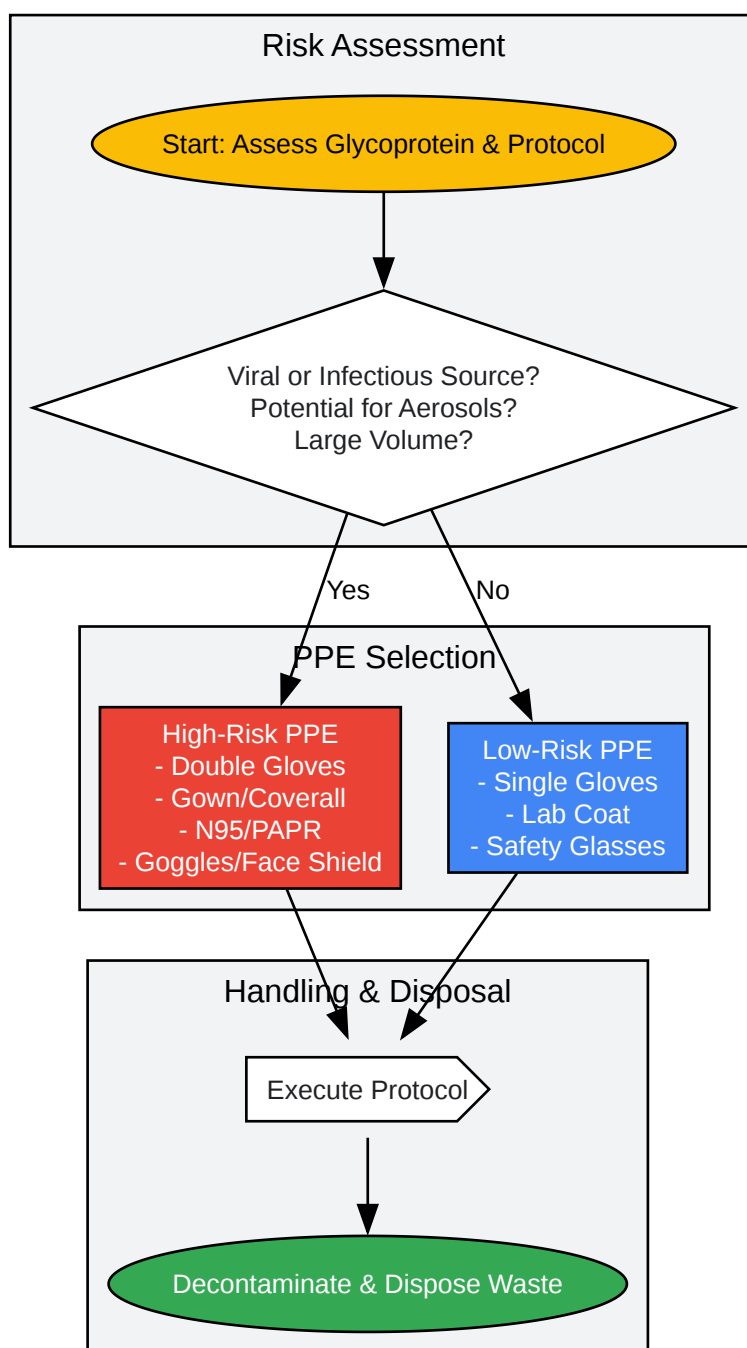 Risk Assessment
Start: Assess Glycoprotein & Protocol
Viral or Infectious Source?
Potential for Aerosols?
Large Volume?
Yes
No
PPE Selection
High-Risk PPE
- Double Gloves
- Gown/Coverall
- N95/PAPR
- Goggles/Face Shield
Low-Risk PPE
- Single Gloves
- Lab Coat
- Safety Glasses
Handling & Disposal
Execute Protocol
Decontaminate & Dispose Waste